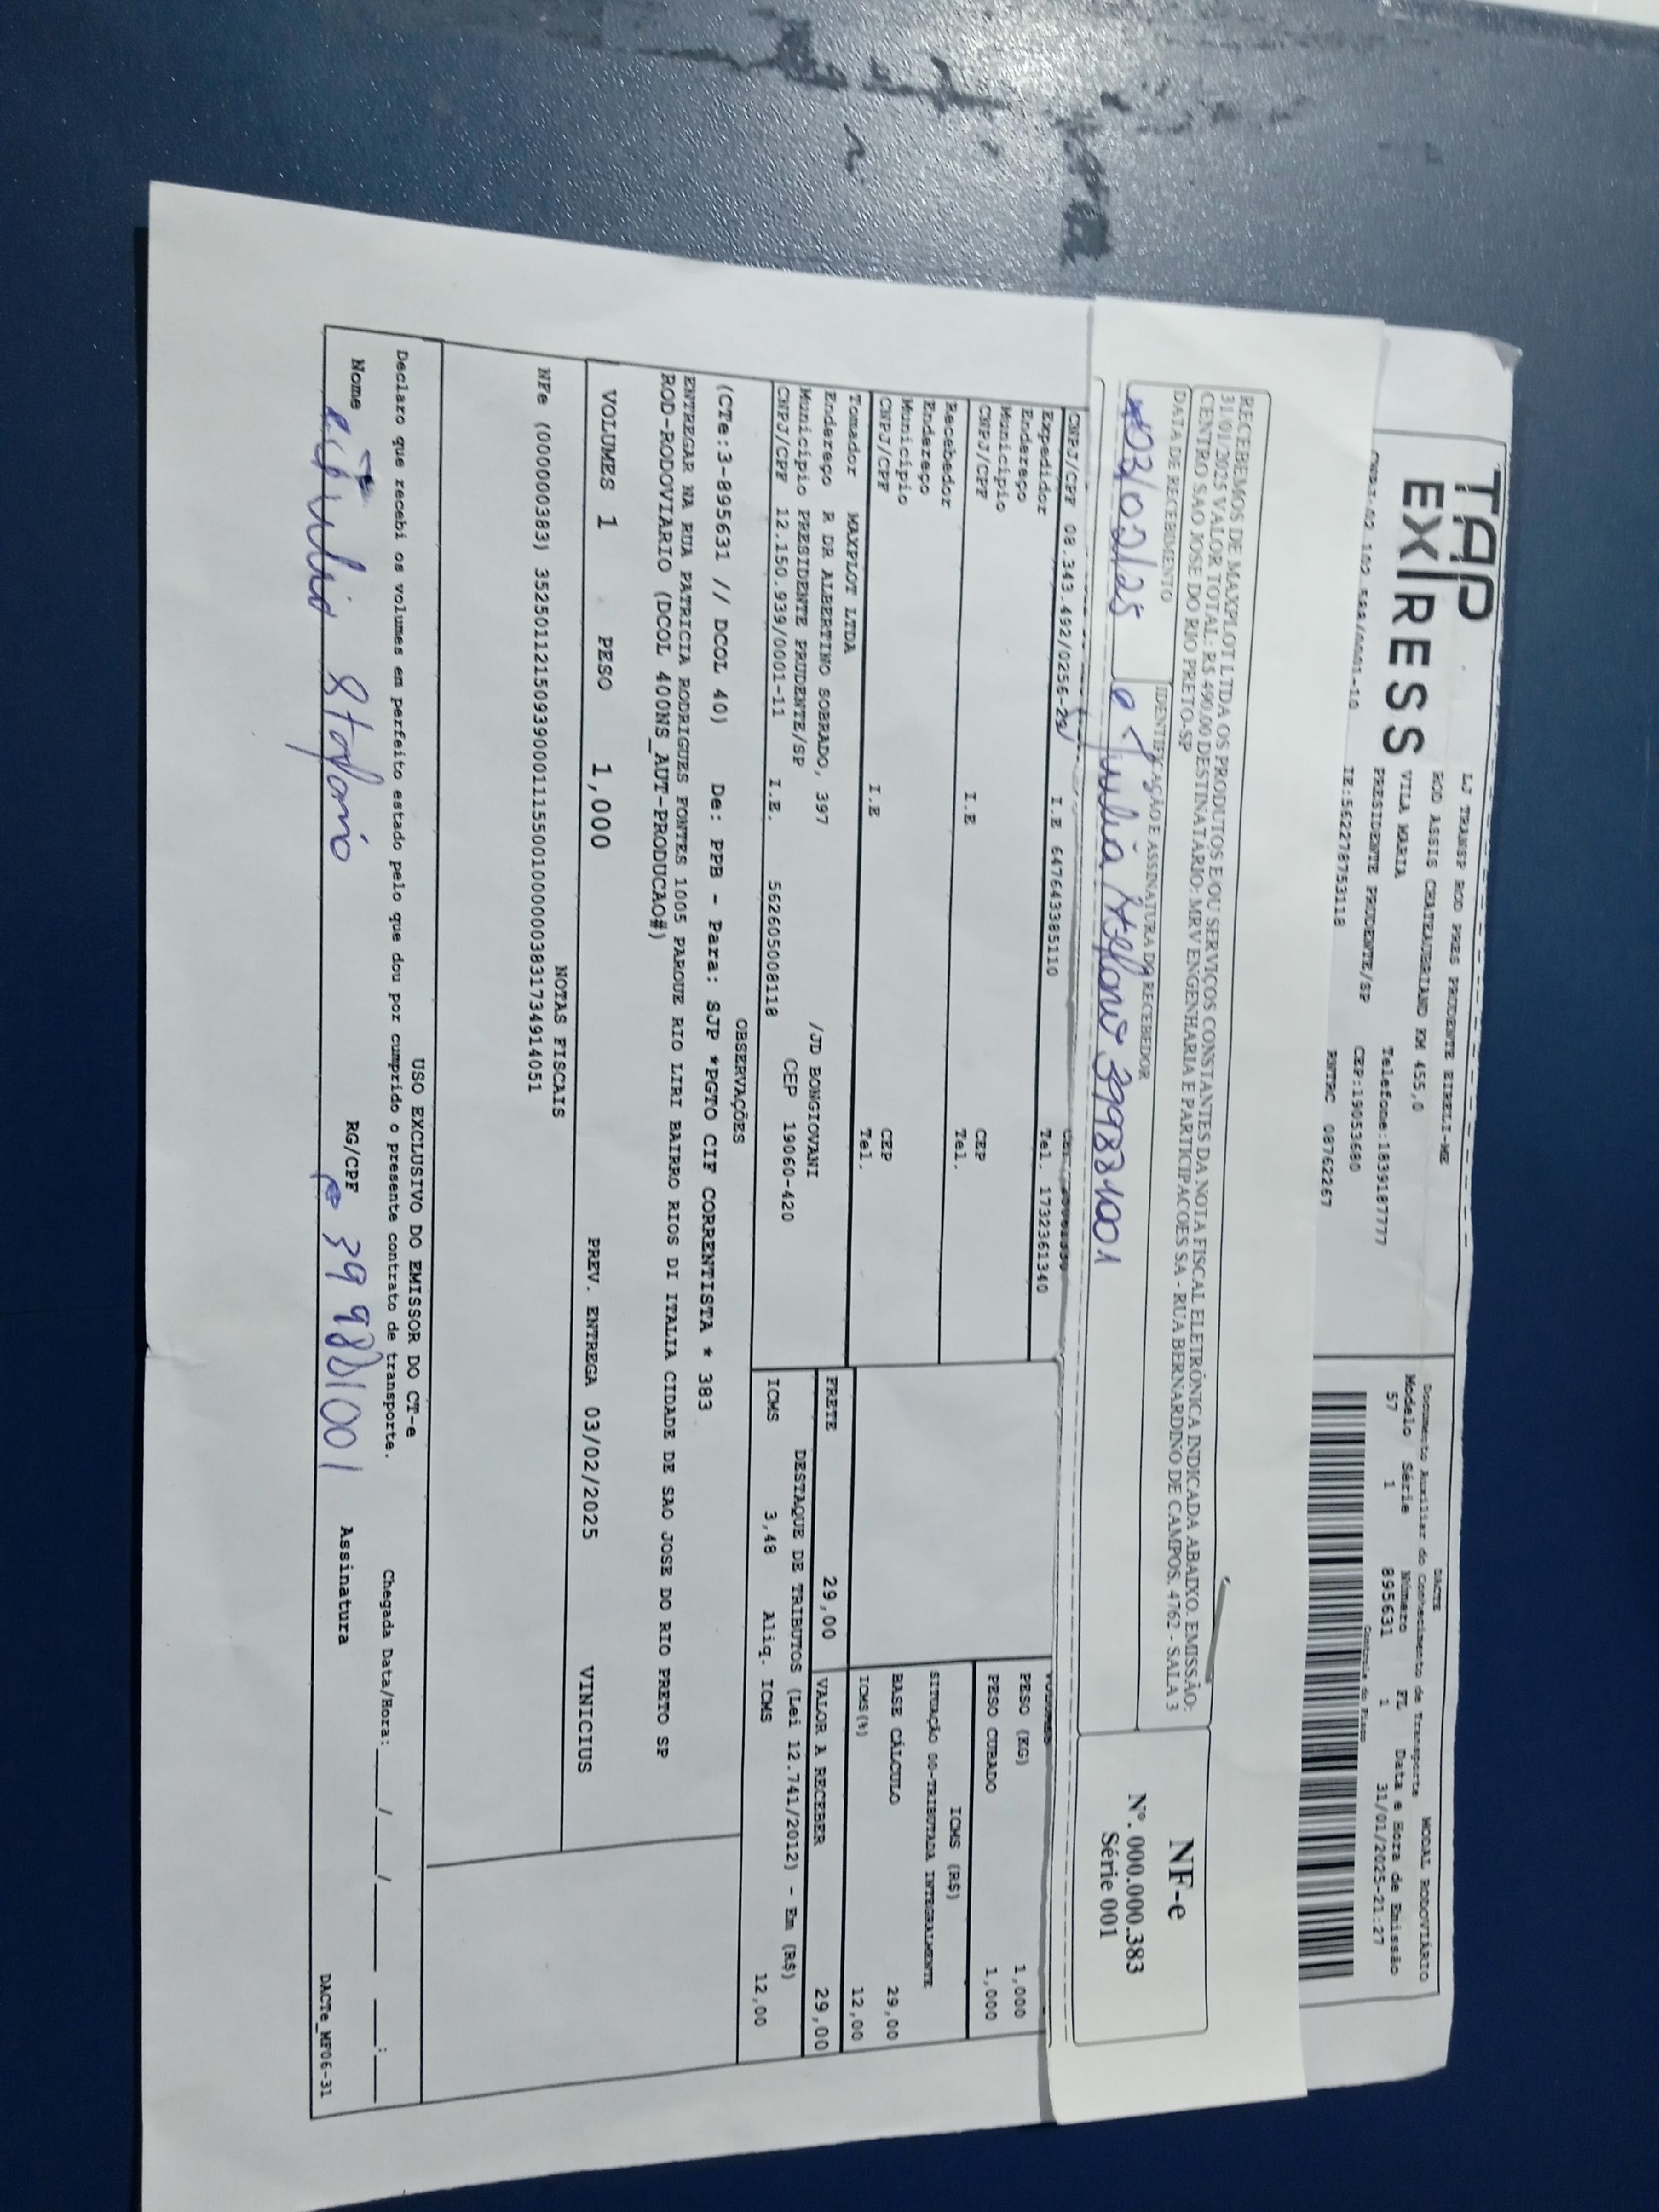 TAP
EX/RESS
LJ TRANSP ROD PRES PRUDENTE EIRELI-ME
ROD ASSIS CHATEAUBRIAND KM 455,0
VILA MARIA Telefone:1839187777
PRESIDENTE PRUDENTE/SP CEP:19053680
IE:562278753118 RNTRC 08762267
DACTE MODAL RODOVIÁRIO
Documento Auxiliar do Conhecimento de Transporte
Modelo Série Número FL Data e Hora de Emissão
57 1 895631 1 31/01/2025-21:27
Controle do Fisco
RECEBEMOS DE MAXPLOT LTDA OS PRODUTOS E/OU SERVIÇOS CONSTANTES DA NOTA FISCAL ELETRÔNICA INDICADA ABAIXO. EMISSÃO:
31/01/2025 VALOR TOTAL: R$ 490,00 DESTINATÁRIO: MRV ENGENHARIA E PARTICIPACOES SA - RUA BERNARDINO DE CAMPOS, 4762 - SALA 3
CENTRO SAO JOSE DO RIO PRETO-SP
DATA DE RECEBIMENTO IDENTIFICAÇÃO E ASSINATURA DO RECEBEDOR
03/02/25
NF-e
Nº. 000.000.383
Série 001
CNPJ/CPF 08.343.492/0256-29 I.E 647643385110 Tel. 1732361340
Expedidor
Endereço
Município CEP
CNPJ/CPF I.E Tel.
Recebedor
Endereço
Município CEP
CNPJ/CPF I.E Tel.
PESO (KG) 1,000
PESO CUBADO 1,000
ICMS (R$)
SITUAÇÃO 00-TRIBUTADA INTEGRALMENTE
BASE CÁLCULO 29,00
ICMS(%) 12,00
Tomador MAXPLOT LTDA
Endereço R DR ALBERTINO SOBRADO, 397 /JD BONGIOVANI
Município PRESIDENTE PRUDENTE/SP CEP 19060-420
CNPJ/CPF 12.150.939/0001-11 I.E. 562605008118
FRETE 29,00 VALOR A RECEBER 29,00
DESTAQUE DE TRIBUTOS (Lei 12.741/2012) - Em (R$)
ICMS 3,48 Aliq. ICMS 12,00
OBSERVAÇÕES
(CTe:3-895631 // DCOL 40) De: PPB - Para: SJP *PGTO CIF CORRENTISTA * 383
ENTREGAR NA RUA PATRICIA RODRIGUES FONTES 1005 PARQUE RIO LIRI BAIRRO RIOS DI ITALIA CIDADE DE SAO JOSE DO RIO PRETO SP
ROD-RODOVIARIO (DCOL 400NS_AUT-PRODUCAO#)
VOLUMES 1 PESO 1,000 PREV. ENTREGA 03/02/2025 VINICIUS
NOTAS FISCAIS
NFe (000000383) 35250112150939000111550010000003831734914051
USO EXCLUSIVO DO EMISSOR DO CT-e
Declaro que recebi os volumes em perfeito estado pelo que dou por cumprido o presente contrato de transporte. Chegada Data/Hora:___/___/_____ ___:___
Nome RG/CPF Assinatura
DACTe_MF06-31